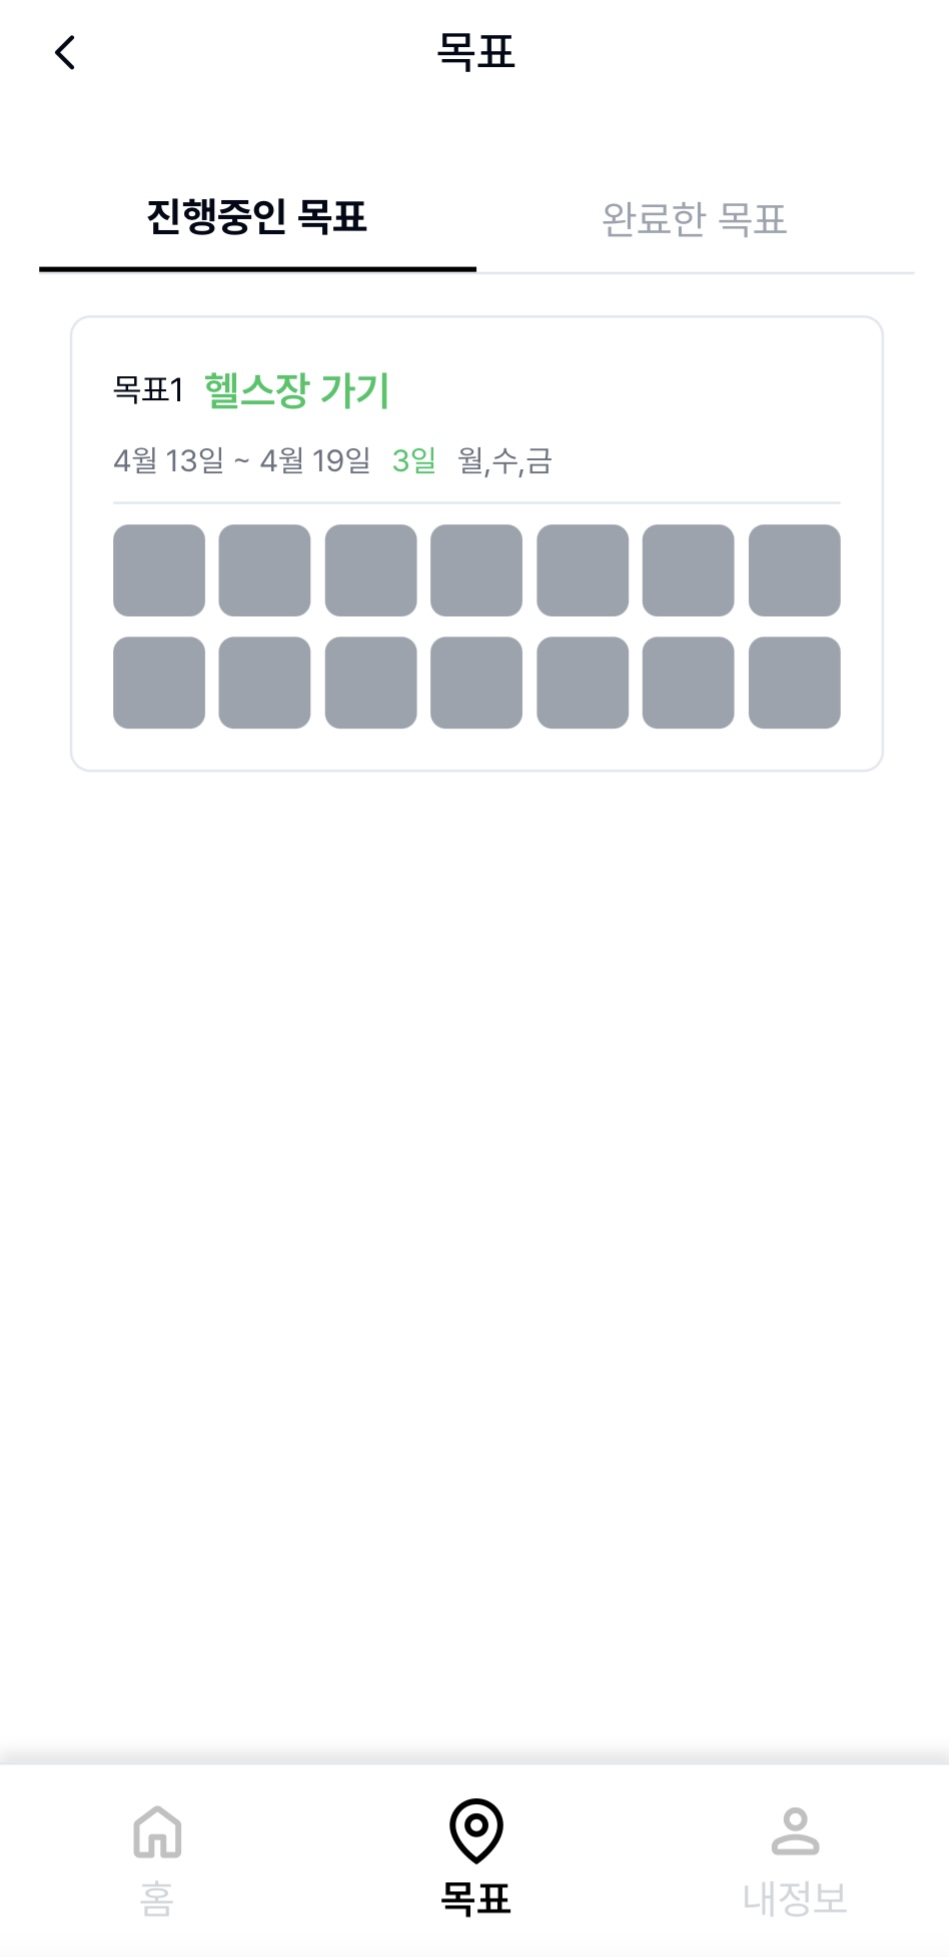 목표
진행중인 목표 완료한 목표
목표1 헬스장 가기
4월 13일 ~ 4월 19일 3일 월,수,금
홈 목표 내정보